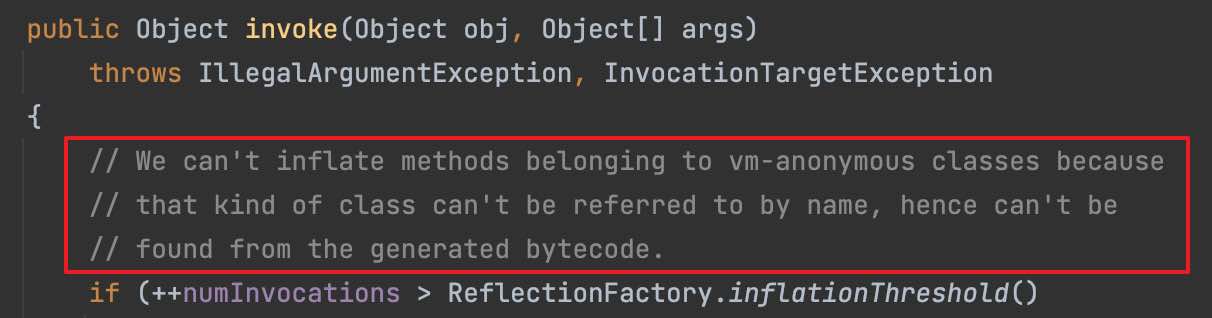 public Object invoke(Object obj, Object[] args)
throws IllegalArgumentException, InvocationTargetException
{
// We can't inflate methods belonging to vm-anonymous classes because
// that kind of class can't be referred to by name, hence can't be
// found from the generated bytecode.
if (++numInvocations > ReflectionFactory.inflationThreshold()